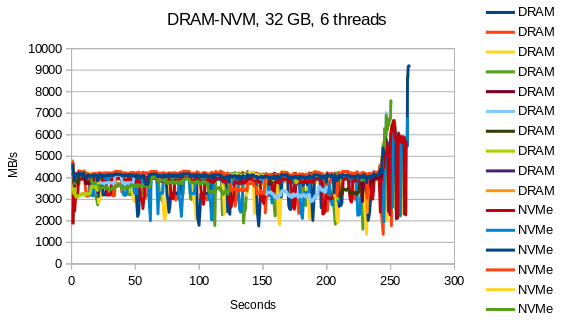 DRAM-NVM, 32 GB, 6 threads
10000
9000
8000
7000
6000
5000
4000
3000
2000
1000
0
MB/s
0 50 100 150 200 250 300
Seconds
DRAM
DRAM
DRAM
DRAM
DRAM
DRAM
DRAM
DRAM
DRAM
DRAM
NVMe
NVMe
NVMe
NVMe
NVMe
NVMe